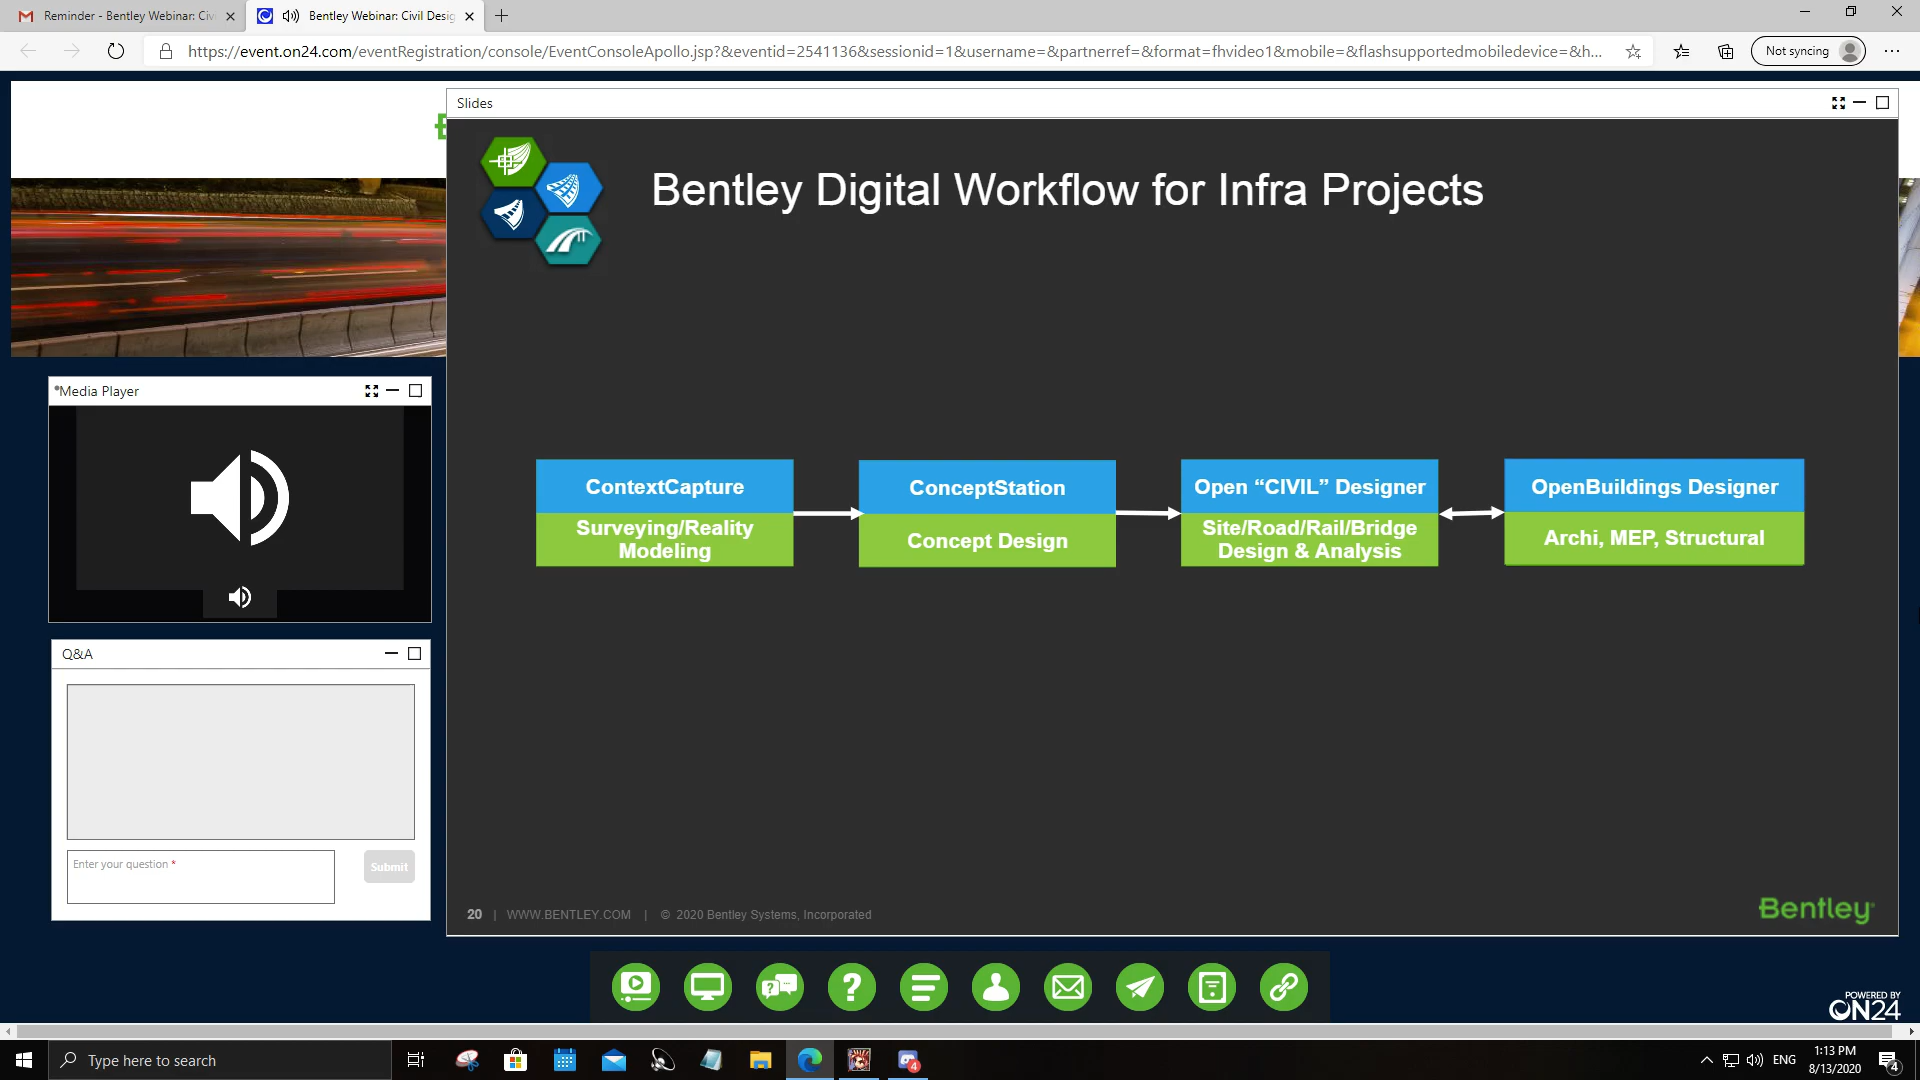 Reminder - Bentley Webinar: Civi
Bentley Webinar: Civil Desig
https://event.on24.com/eventRegistration/console/EventConsoleApollo.jsp?&eventid=2541136&sessionid=1&username=&partnerref=&format=fhvideo1&mobile=&flashsupportedmobiledevice=&h...
Not syncing
Slides
Bentley Digital Workflow for Infra Projects
*Media Player
ContextCapture
Surveying/Reality
Modeling
ConceptStation
Concept Design
Open “CIVIL” Designer
Site/Road/Rail/Bridge
Design & Analysis
OpenBuildings Designer
Archi, MEP, Structural
Q&A
Enter your question *
Submit
20 | WWW.BENTLEY.COM | © 2020 Bentley Systems, Incorporated
Bentley
POWERED BY
ON24
Type here to search
4
ENG
1:13 PM
8/13/2020
4